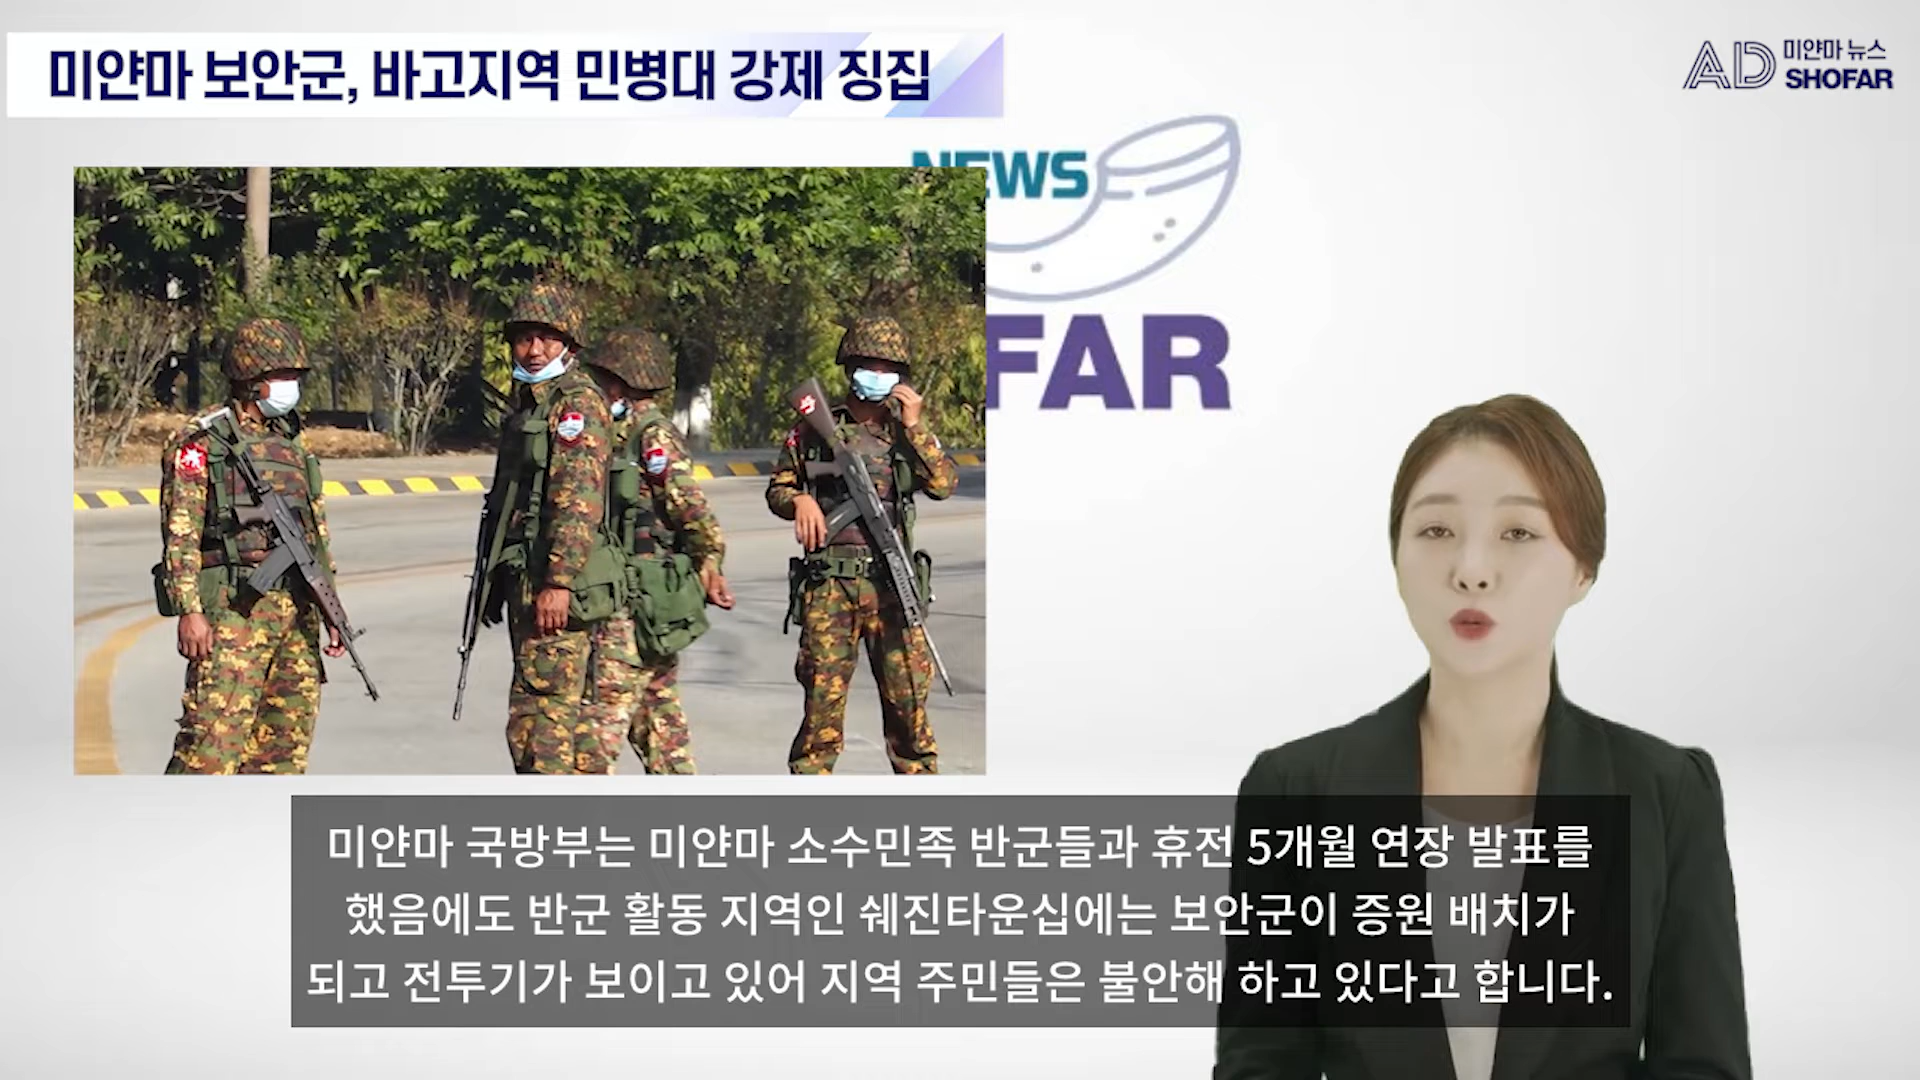 미얀마 보안군, 바고지역 민병대 강제 징집
AD 미얀마 뉴스
SHOFAR
NEWS
FAR
미얀마 국방부는 미얀마 소수민족 반군들과 휴전 5개월 연장 발표를
했음에도 반군 활동 지역인 쉐진타운십에는 보안군이 증원 배치가
되고 전투기가 보이고 있어 지역 주민들은 불안해 하고 있다고 합니다.